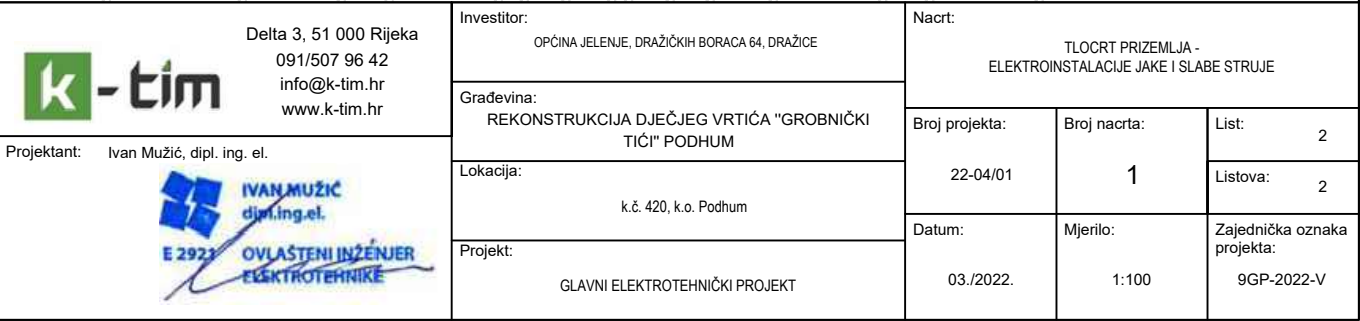 k-tim
Delta 3, 51 000 Rijeka
091/507 96 42
info@k-tim.hr
www.k-tim.hr
Projektant: Ivan Mužić, dipl. ing. el.
IVAN MUŽIĆ
dipl.ing.el.
E 2921 OVLAŠTENI INŽENJER
ELEKTROTEHNIKE
Investitor:
OPĆINA JELENJE, DRAŽIČKIH BORACA 64, DRAŽICE
Građevina:
REKONSTRUKCIJA DJEČJEG VRTIĆA "GROBNIČKI
TIĆI" PODHUM
Lokacija:
k.č. 420, k.o. Podhum
Projekt:
GLAVNI ELEKTROTEHNIČKI PROJEKT
Nacrt:
TLOCRT PRIZEMLJA -
ELEKTROINSTALACIJE JAKE I SLABE STRUJE
Broj projekta:
22-04/01
Broj nacrta:
1
List:
2
Listova:
2
Datum:
03./2022.
Mjerilo:
1:100
Zajednička oznaka
projekta:
9GP-2022-V